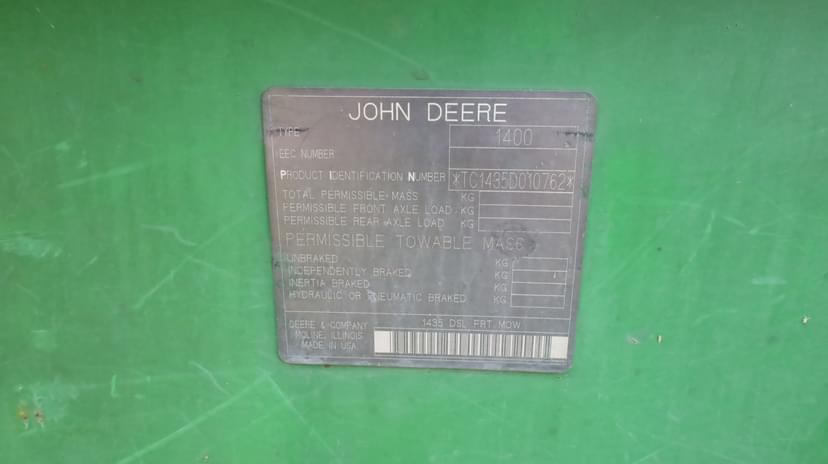 JOHN DEERE
TYPE 1400
EEC NUMBER
PRODUCT IDENTIFICATION NUMBER *TC1435D010762*
TOTAL PERMISSIBLE MASS KG
PERMISSIBLE FRONT AXLE LOAD KG
PERMISSIBLE REAR AXLE LOAD KG
PERMISSIBLE TOWABLE MASS
UNBRAKED KG
INDEPENDENTLY BRAKED KG
INERTIA BRAKED KG
HYDRAULIC OR PNEUMATIC BRAKED KG
DEERE & COMPANY 1435 DSL FRT MOW
MOLINE, ILLINOIS
MADE IN USA